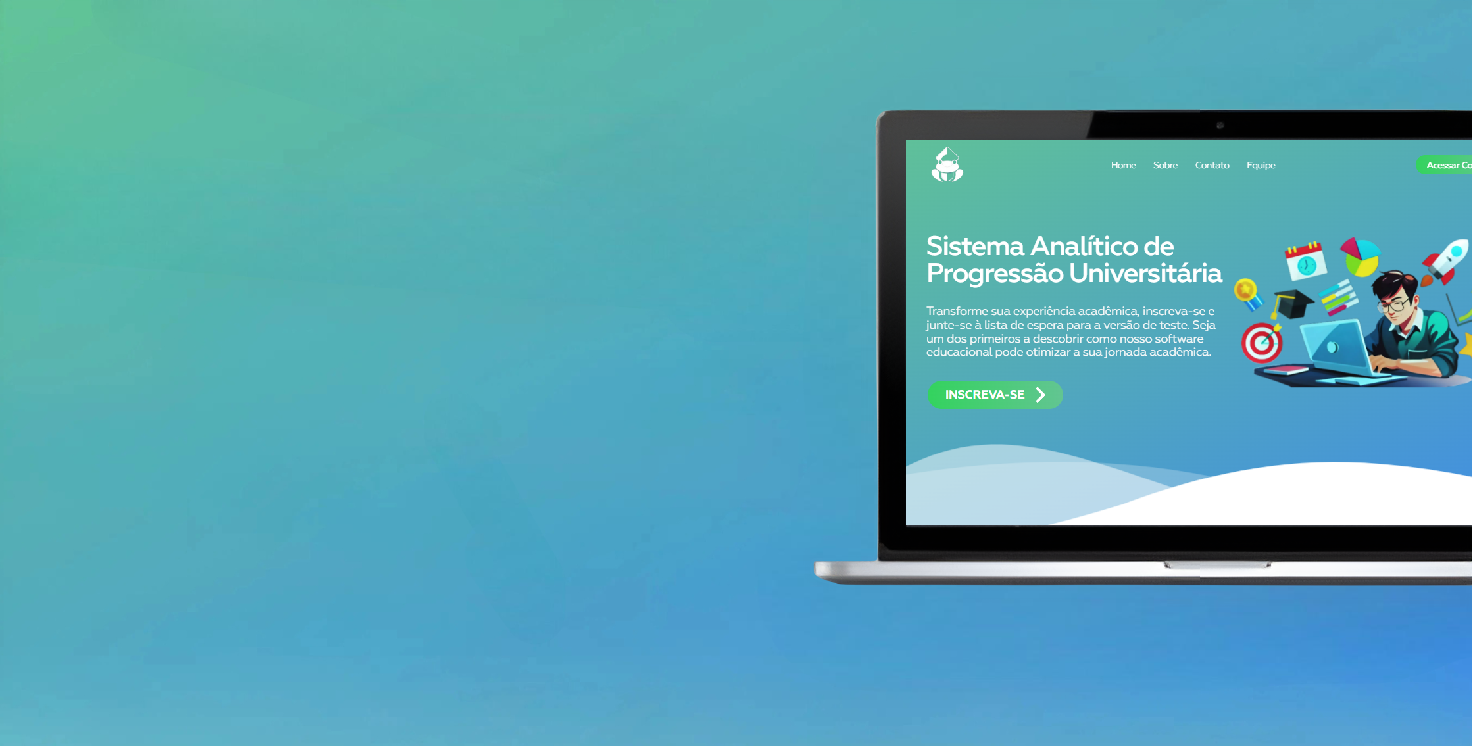 Home Sobre Contato Equipe
Acessar
Sistema Analítico de
Progressão Universitária
Transforme sua experiência acadêmica, inscreva-se e
junte-se à lista de espera para a versão de teste. Seja
um dos primeiros a descobrir como nosso software
educacional pode otimizar a sua jornada acadêmica.
INSCREVA-SE